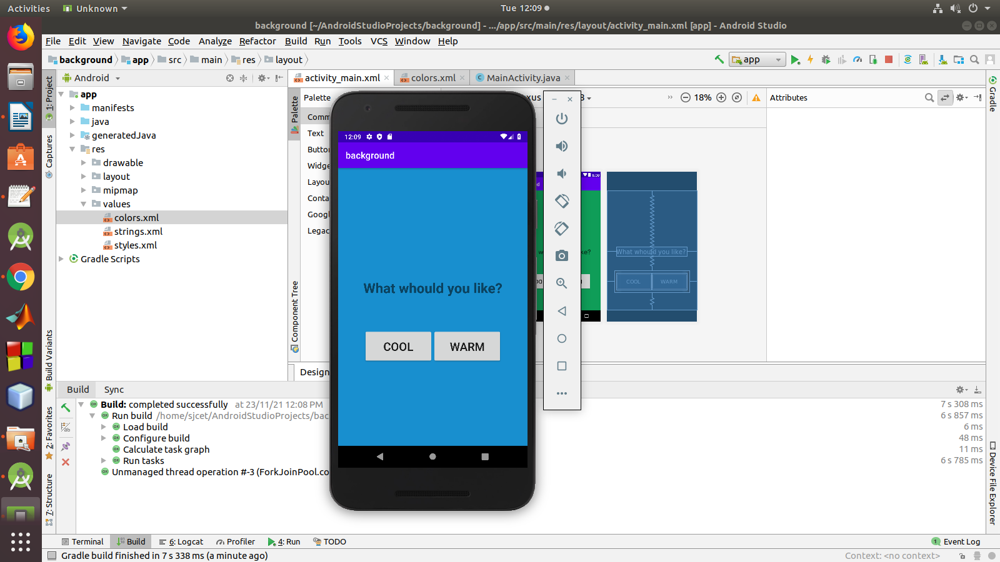 Activities
Unknown
Tue 12:09
background [~/AndroidStudioProjects/background] - .../app/src/main/res/layout/activity_main.xml [app] - Android Studio
File Edit View Navigate Code Analyze Refactor Build Run Tools VCS Window Help
background app src main res layout
app
1: Project
Captures
Build Variants
2: Favorites
7: Structure
Android
app
manifests
java
generatedJava
res
drawable
layout
mipmap
values
colors.xml
strings.xml
styles.xml
Gradle Scripts
activity_main.xml colors.xml MainActivity.java
Palette
Component Tree
Palette
Comm
Text
Butto
Widge
Layou
Conta
Googl
Legac
Design
xus
18%
Attributes
Gradle
Device File Explorer
12:09
background
What whould you like?
COOL WARM
8:00
What whould you like?
COOL WARM
Build Sync
Build: completed successfully at 23/11/21 12:08 PM 7 s 308 ms
Run build /home/sjcet/AndroidStudioProjects/bac 6 s 857 ms
Load build 6 ms
Configure build 48 ms
Calculate task graph 11 ms
Run tasks 6 s 785 ms
Unmanaged thread operation #-3 (ForkJoinPool.co
Terminal Build 6: Logcat Profiler 4: Run TODO 1 Event Log
Gradle build finished in 7 s 338 ms (a minute ago) Context: <no context>